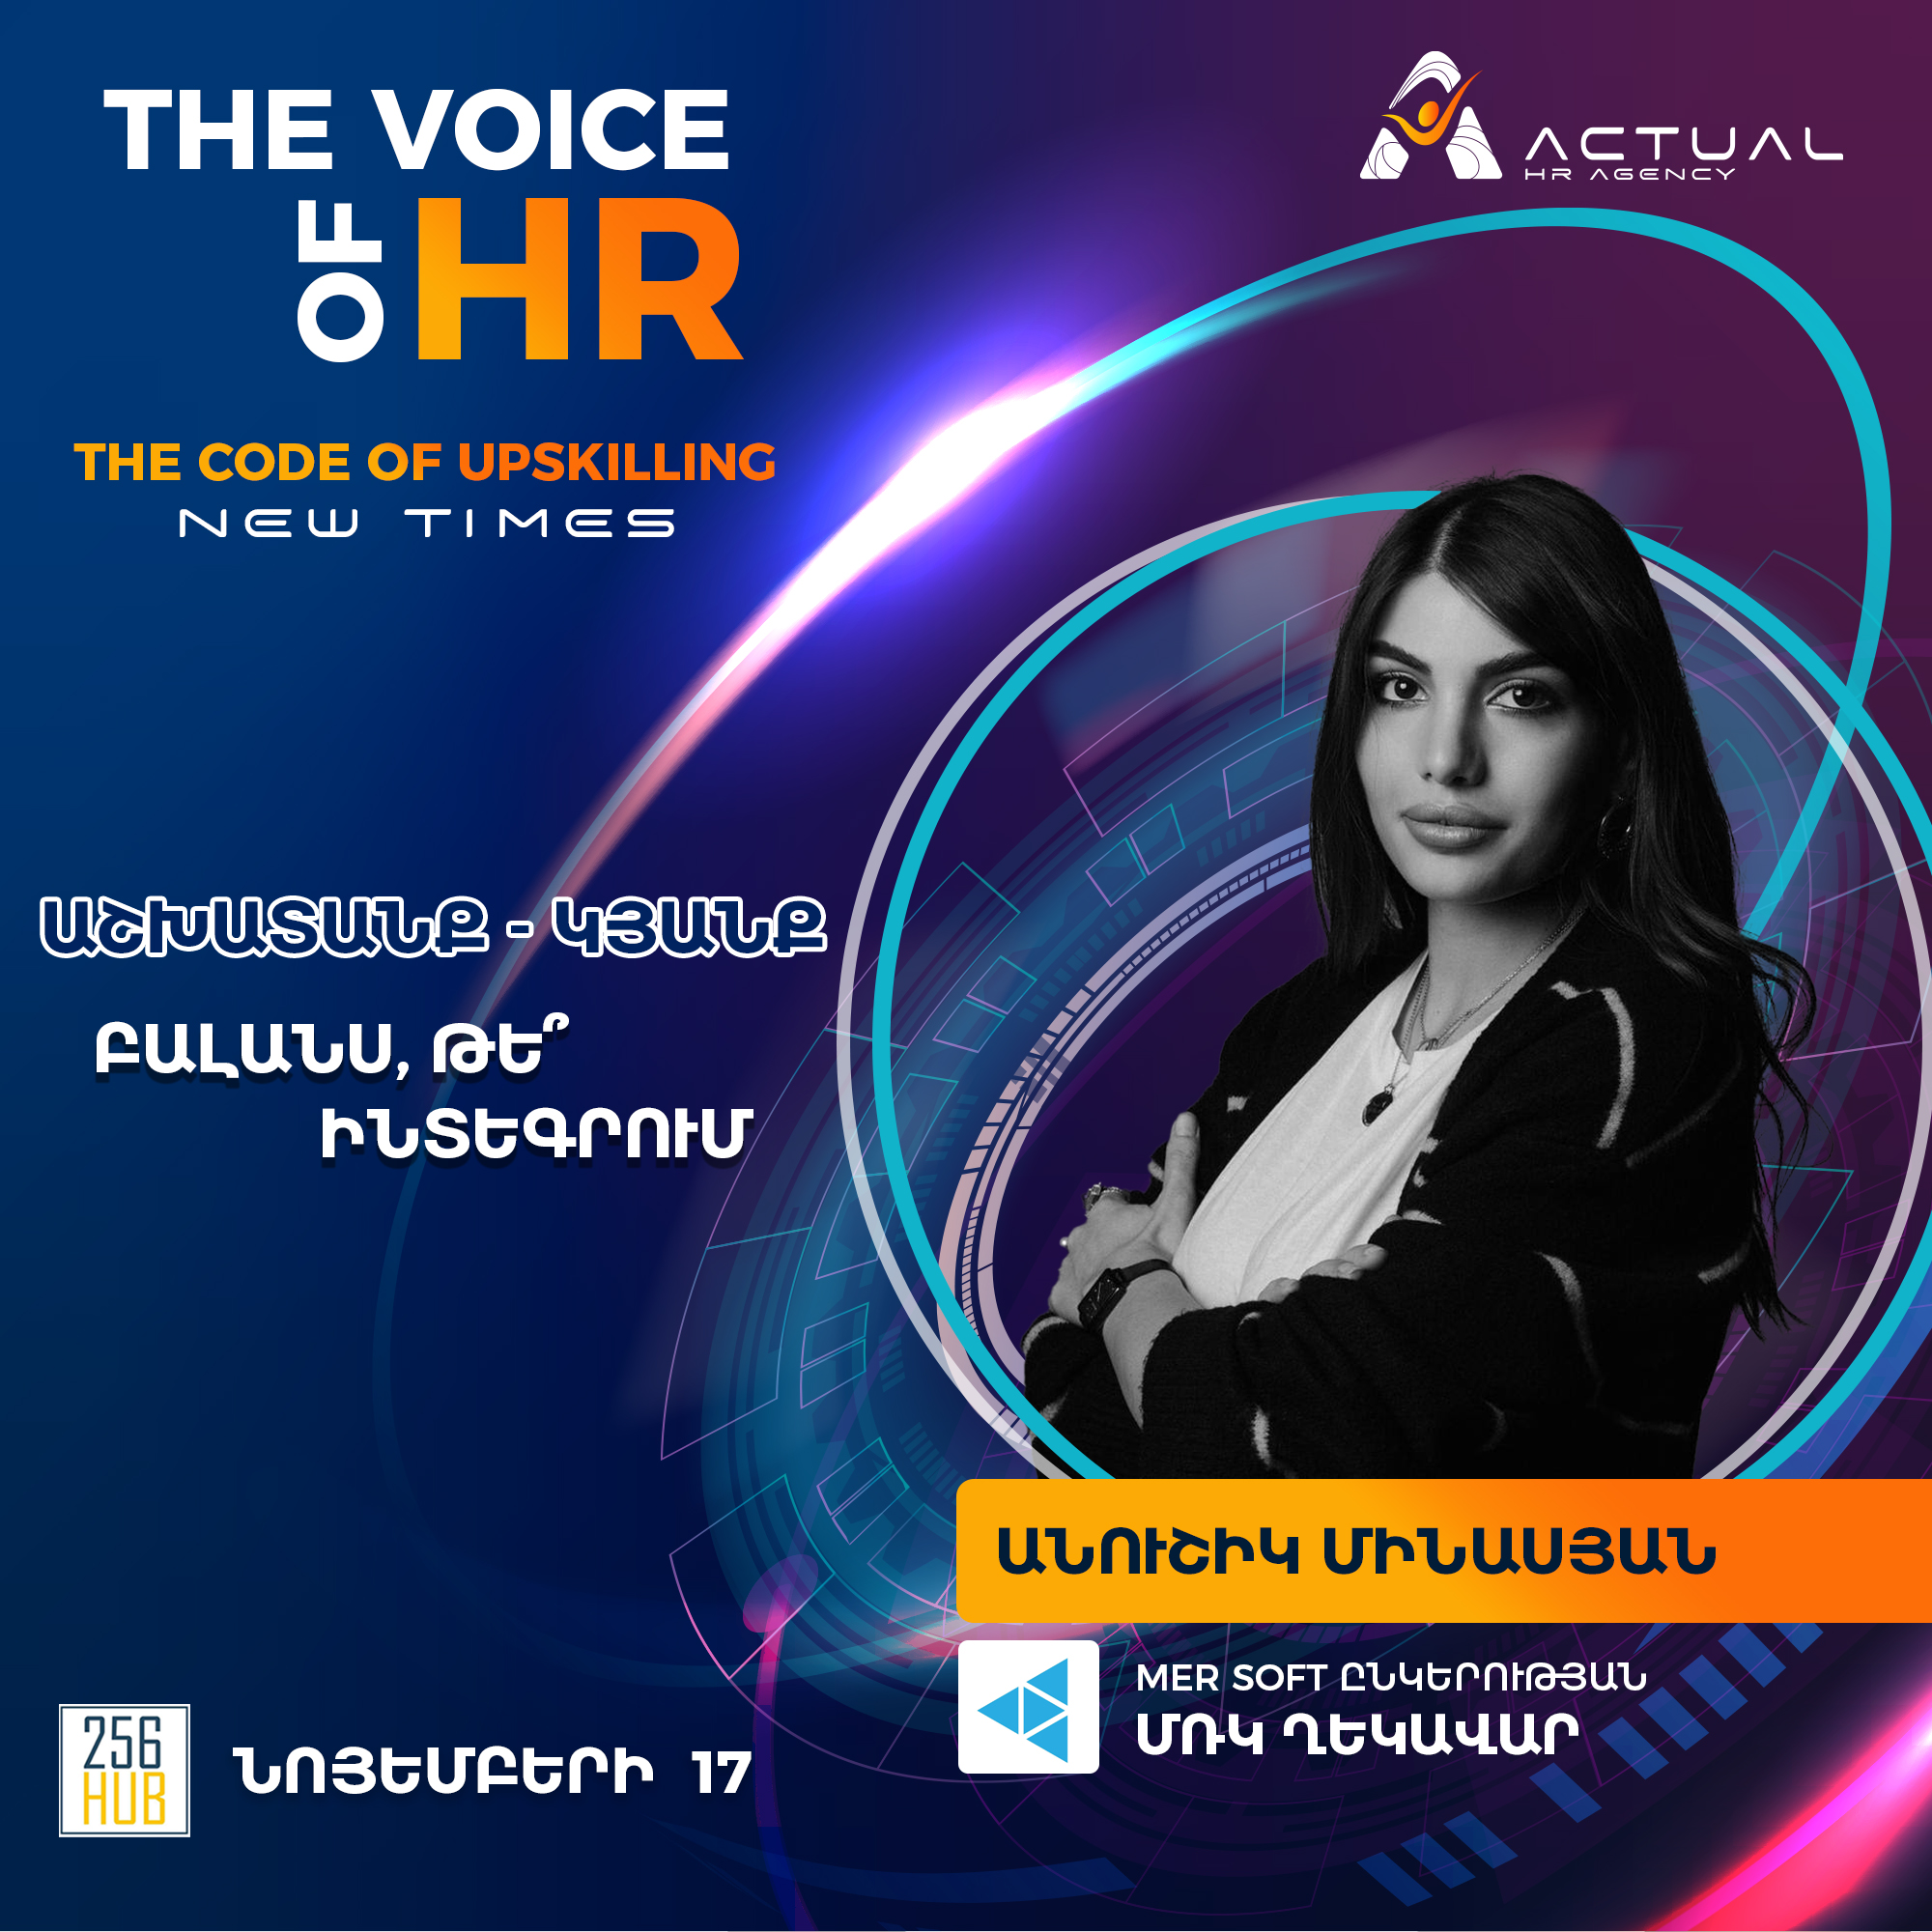 THE VOICE
OF HR
THE CODE OF UPSKILLING
NEW TIMES
ACTUAL
HR AGENCY
ԱՇԽԱՏԱՆՔ - ԿՅԱՆՔ
ԲԱԼԱՆՍ, ԹԵ՞
ԻՆՏԵԳՐՈՒՄ
ԱՆՈՒՇԻԿ ՄԻՆԱՍՅԱՆ
MER SOFT ԸՆԿԵՐՈՒԹՅԱՆ
ՄՌԿ ՂԵԿԱՎԱՐ
256
HUB
ՆՈՅԵՄԲԵՐԻ 17